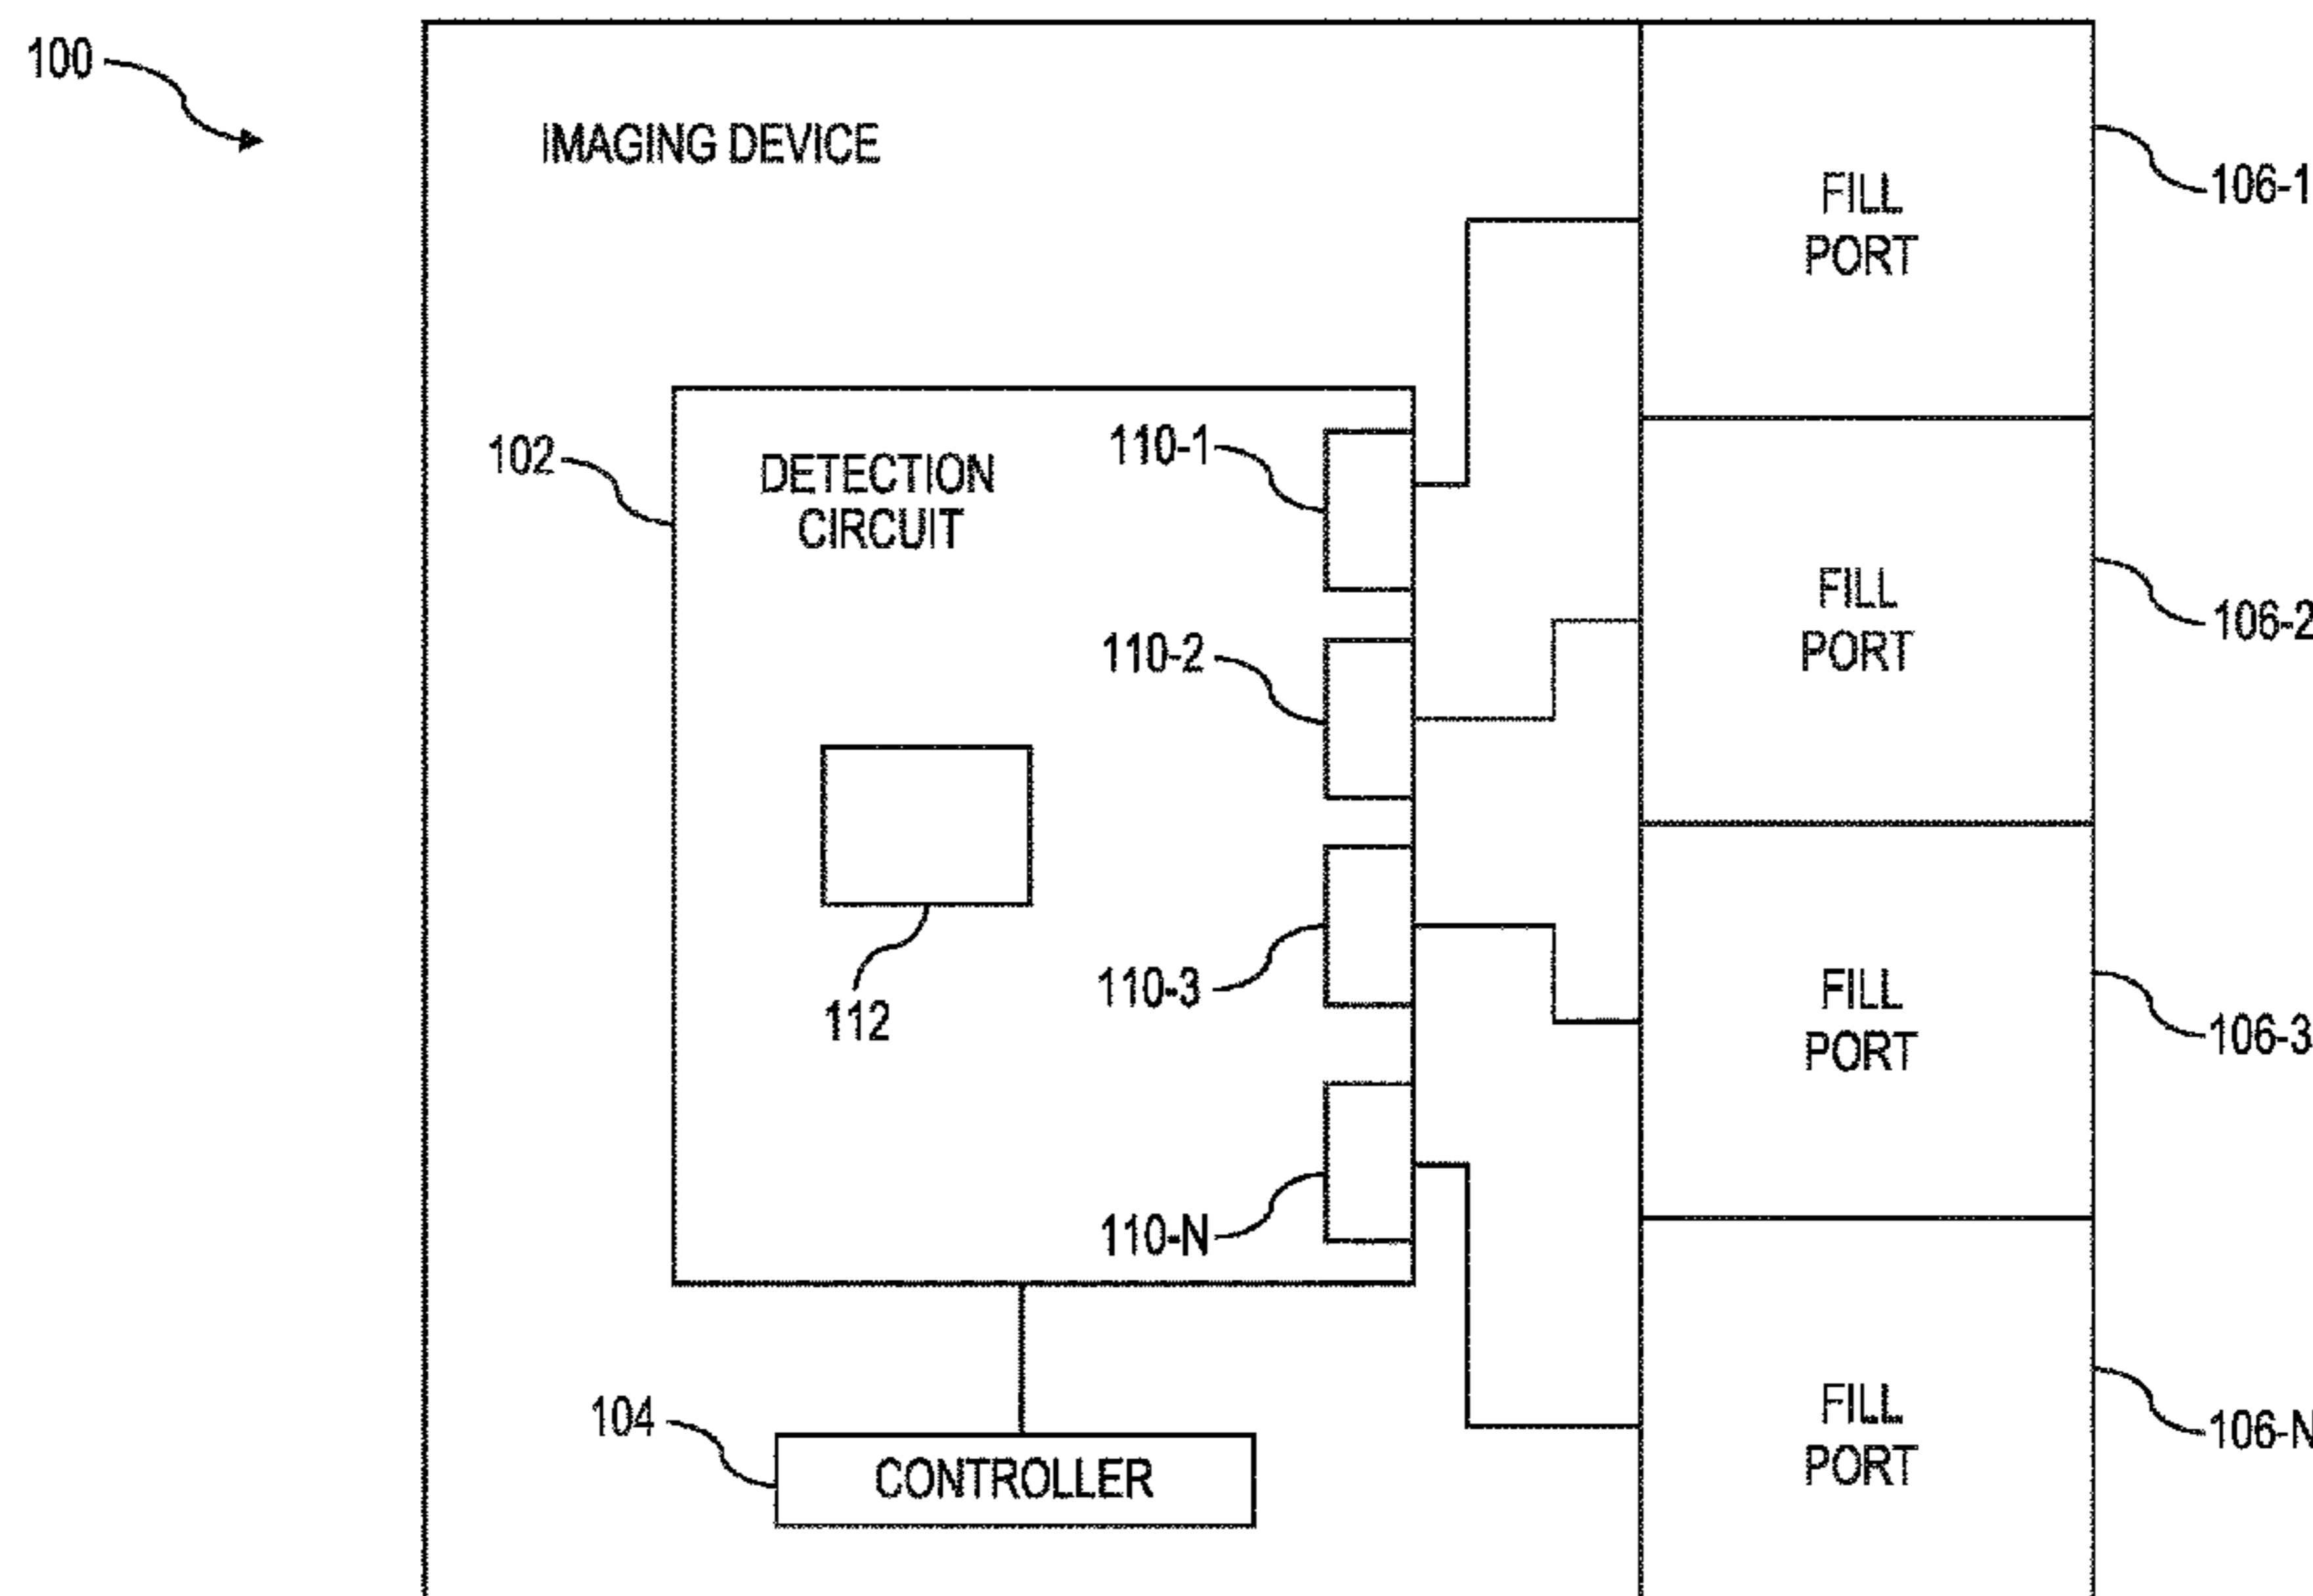 100
IMAGING DEVICE
FILL
PORT
106-1
102
DETECTION
CIRCUIT
110-1
110-2
FILL
PORT
106-2
112
110-3
FILL
PORT
106-3
110-N
104
CONTROLLER
FILL
PORT
106-N